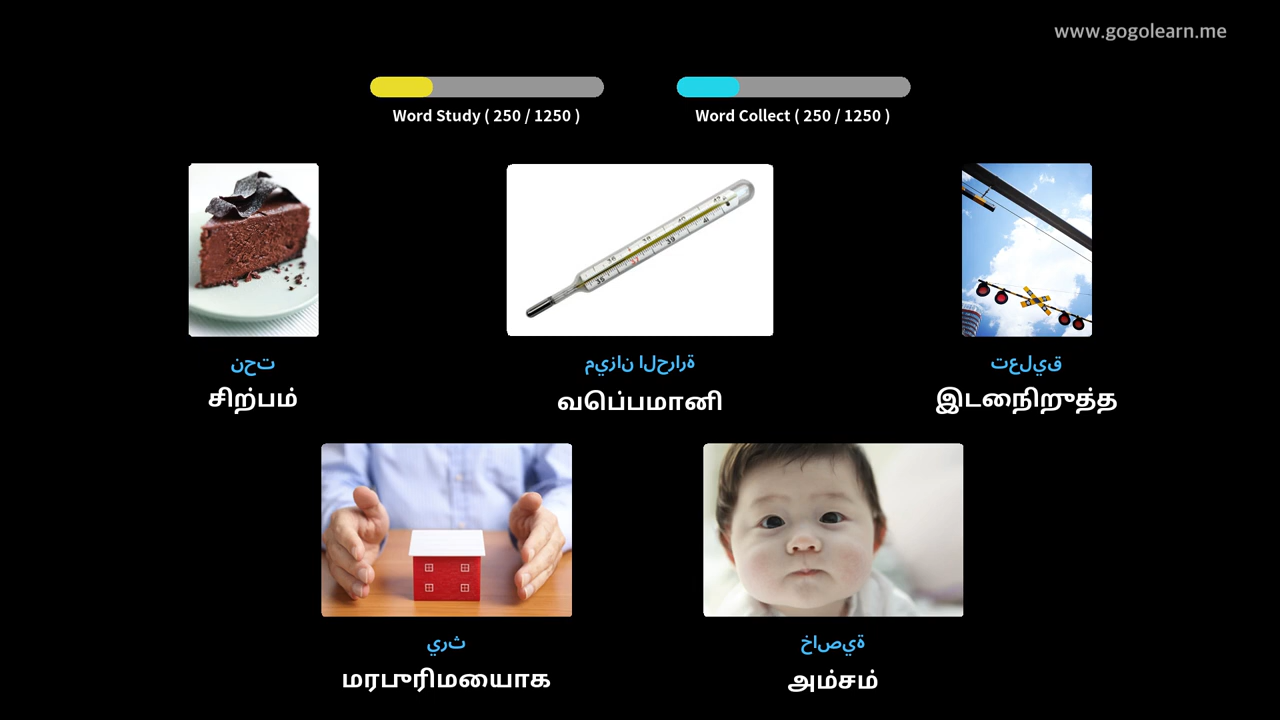 www.gogolearn.me
Word Study ( 250 / 1250 )
Word Collect ( 250 / 1250 )
نحت
ميزان الحرارة
تعليق
சிற்பம்
வெப்பமானி
இடைநிறுத்த
يرث
خاصية
மரபுரிமையாக
அம்சம்